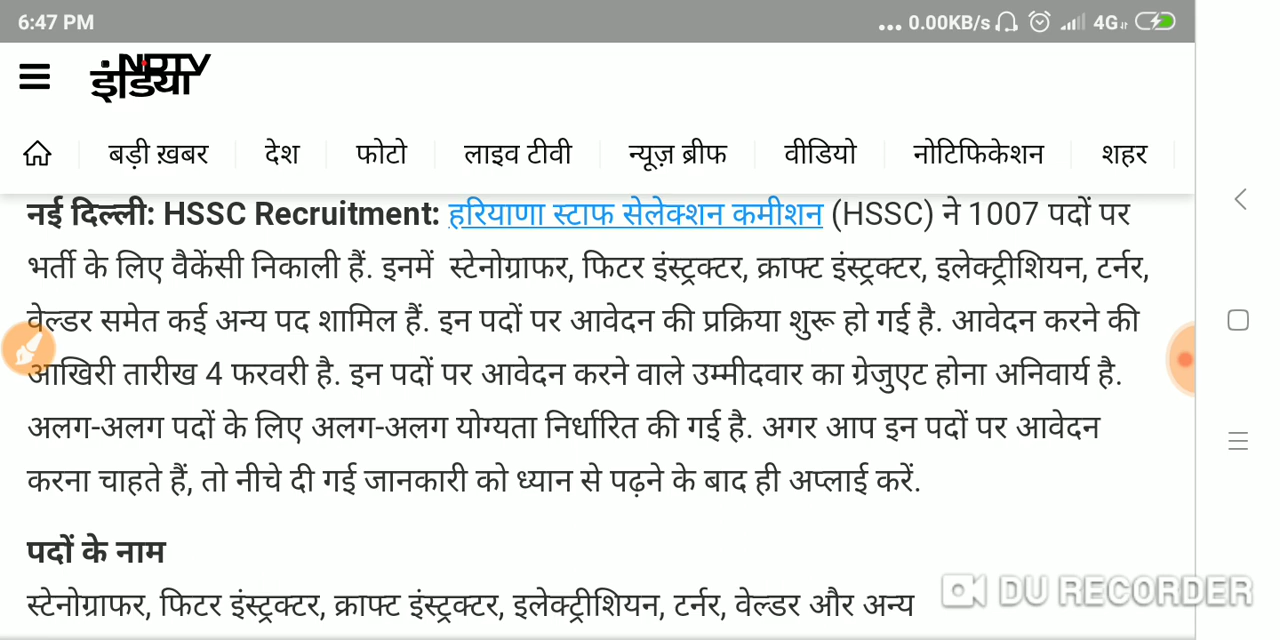 6:47 PM
... 0.00KB/s 4G
NDTV
इंडिया
बड़ी ख़बर देश फोटो लाइव टीवी न्यूज़ ब्रीफ वीडियो नोटिफिकेशन शहर
नई दिल्ली: HSSC Recruitment: हरियाणा स्टाफ सेलेक्शन कमीशन (HSSC) ने 1007 पदों पर
भर्ती के लिए वैकेंसी निकाली हैं. इनमें स्टेनोग्राफर, फिटर इंस्ट्रक्टर, क्राफ्ट इंस्ट्रक्टर, इलेक्ट्रीशियन, टर्नर,
वेल्डर समेत कई अन्य पद शामिल हैं. इन पदों पर आवेदन की प्रक्रिया शुरू हो गई है. आवेदन करने की
आखिरी तारीख 4 फरवरी है. इन पदों पर आवेदन करने वाले उम्मीदवार का ग्रेजुएट होना अनिवार्य है.
अलग-अलग पदों के लिए अलग-अलग योग्यता निर्धारित की गई है. अगर आप इन पदों पर आवेदन
करना चाहते हैं, तो नीचे दी गई जानकारी को ध्यान से पढ़ने के बाद ही अप्लाई करें.
पदों के नाम
स्टेनोग्राफर, फिटर इंस्ट्रक्टर, क्राफ्ट इंस्ट्रक्टर, इलेक्ट्रीशियन, टर्नर, वेल्डर और अन्य
DU RECORDER